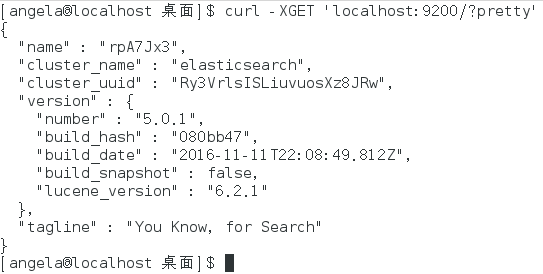 [angela@localhost 桌面]$ curl -XGET 'localhost:9200/?pretty'
{
  "name" : "rpA7Jx3",
  "cluster_name" : "elasticsearch",
  "cluster_uuid" : "Ry3VrlsISLiuvuosXz8JRw",
  "version" : {
    "number" : "5.0.1",
    "build_hash" : "080bb47",
    "build_date" : "2016-11-11T22:08:49.812Z",
    "build_snapshot" : false,
    "lucene_version" : "6.2.1"
  },
  "tagline" : "You Know, for Search"
}
[angela@localhost 桌面]$